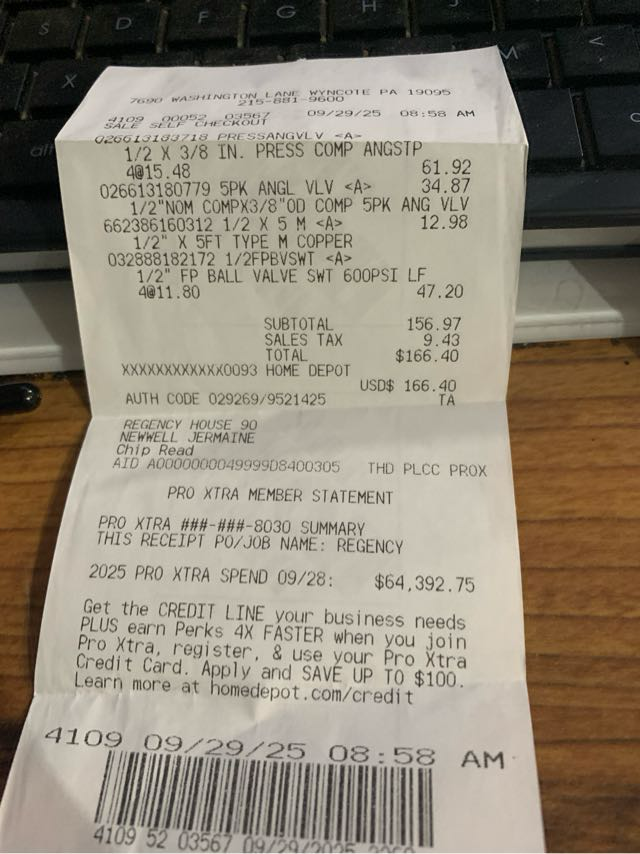 7690 WASHINGTON LANE WYNCOTE PA 19095
215-881-9600
4109 00052 03567 09/29/25 08:58 AM
SALE SELF CHECKOUT
026613183718 PRESSANGVLV <A>
1/2 X 3/8 IN. PRESS COMP ANGSTP
4@15.48 61.92
026613180779 5PK ANGL VLV <A> 34.87
1/2"NOM COMPX3/8"OD COMP 5PK ANG VLV
662386160312 1/2 X 5 M <A> 12.98
1/2" X 5FT TYPE M COPPER
032888182172 1/2FPBVSWT <A>
1/2" FP BALL VALVE SWT 600PSI LF
4@11.80 47.20
SUBTOTAL 156.97
SALES TAX 9.43
TOTAL $166.40
XXXXXXXXXXXX0093 HOME DEPOT
USD$ 166.40
AUTH CODE 029269/9521425 TA
REGENCY HOUSE 90
NEWWELL JERMAINE
Chip Read
AID A0000000049999D8400305 THD PLCC PROX
PRO XTRA MEMBER STATEMENT
PRO XTRA ###-###-8030 SUMMARY
THIS RECEIPT PO/JOB NAME: REGENCY
2025 PRO XTRA SPEND 09/28: $64,392.75
Get the CREDIT LINE your business needs
PLUS earn Perks 4X FASTER when you join
Pro Xtra, register, & use your Pro Xtra
Credit Card. Apply and SAVE UP TO $100.
Learn more at homedepot.com/credit
4109 09/29/25 08:58 AM
4109 52 03567 09/29/2025